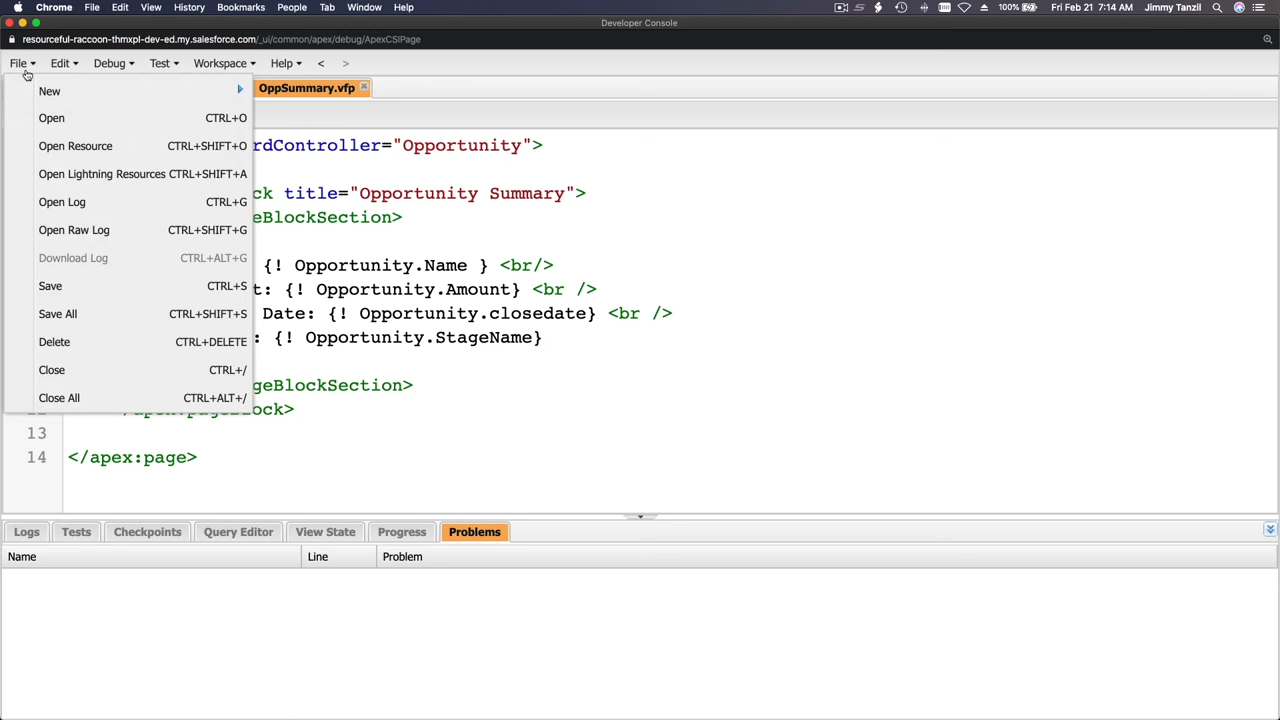 Chrome File Edit View History Bookmarks People Tab Window Help 100% Fri Feb 21 7:14 AM Jimmy Tanzil
Developer Console
resourceful-raccoon-thmxpl-dev-ed.my.salesforce.com/_ui/common/apex/debug/ApexCSIPage
File Edit Debug Test Workspace Help < >
OppSummary.vfp
New
Open CTRL+O
Open Resource CTRL+SHIFT+O
Open Lightning Resources CTRL+SHIFT+A
Open Log CTRL+G
Open Raw Log CTRL+SHIFT+G
Download Log CTRL+ALT+G
Save CTRL+S
Save All CTRL+SHIFT+S
Delete CTRL+DELETE
Close CTRL+/
Close All CTRL+ALT+/
rdController="Opportunity">
ck title="Opportunity Summary">
eBlockSection>
{! Opportunity.Name } <br/>
t: {! Opportunity.Amount} <br />
Date: {! Opportunity.closedate} <br />
: {! Opportunity.StageName}
geBlockSection>
</apex:pageBlock>
13
14 </apex:page>
Logs Tests Checkpoints Query Editor View State Progress Problems
Name Line Problem